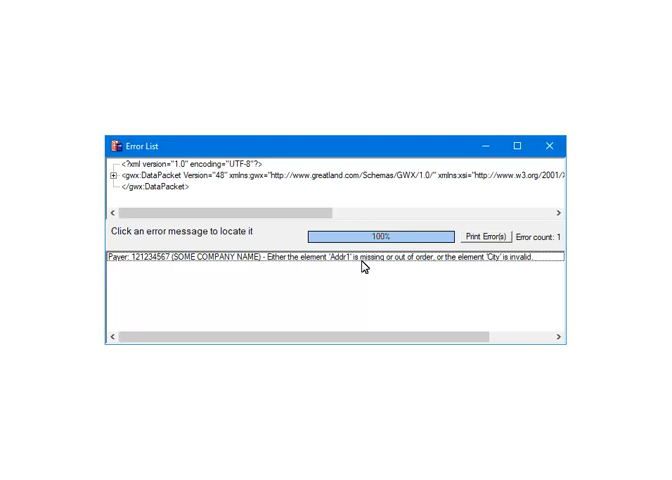 Error List
<?xml version="1.0" encoding="UTF-8"?>
<gwx:DataPacket Version="48" xmlns:gwx="http://www.greatland.com/Schemas/GWX/1.0/" xmlns:xsi="http://www.w3.org/2001/
</gwx:DataPacket>
Click an error message to locate it
100%
Print Error(s)
Error count: 1
Payer: 121234567 (SOME COMPANY NAME) - Either the element 'Addr1' is missing or out of order, or the element 'City' is invalid.